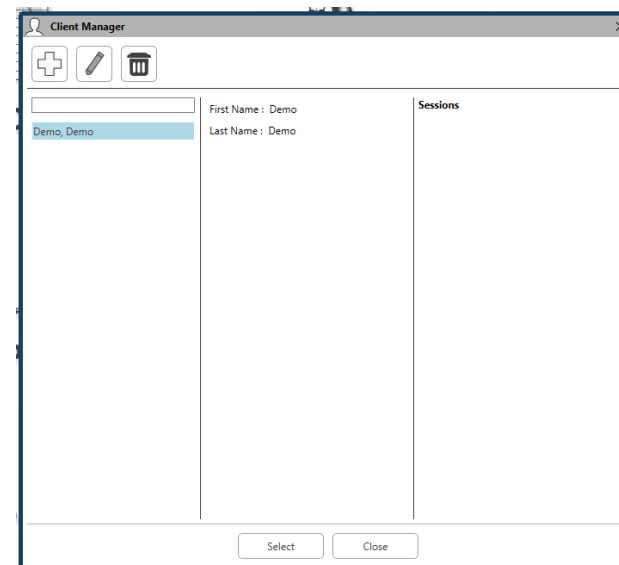 Client Manager
Demo, Demo
First Name : Demo
Last Name : Demo
Sessions
Select
Close